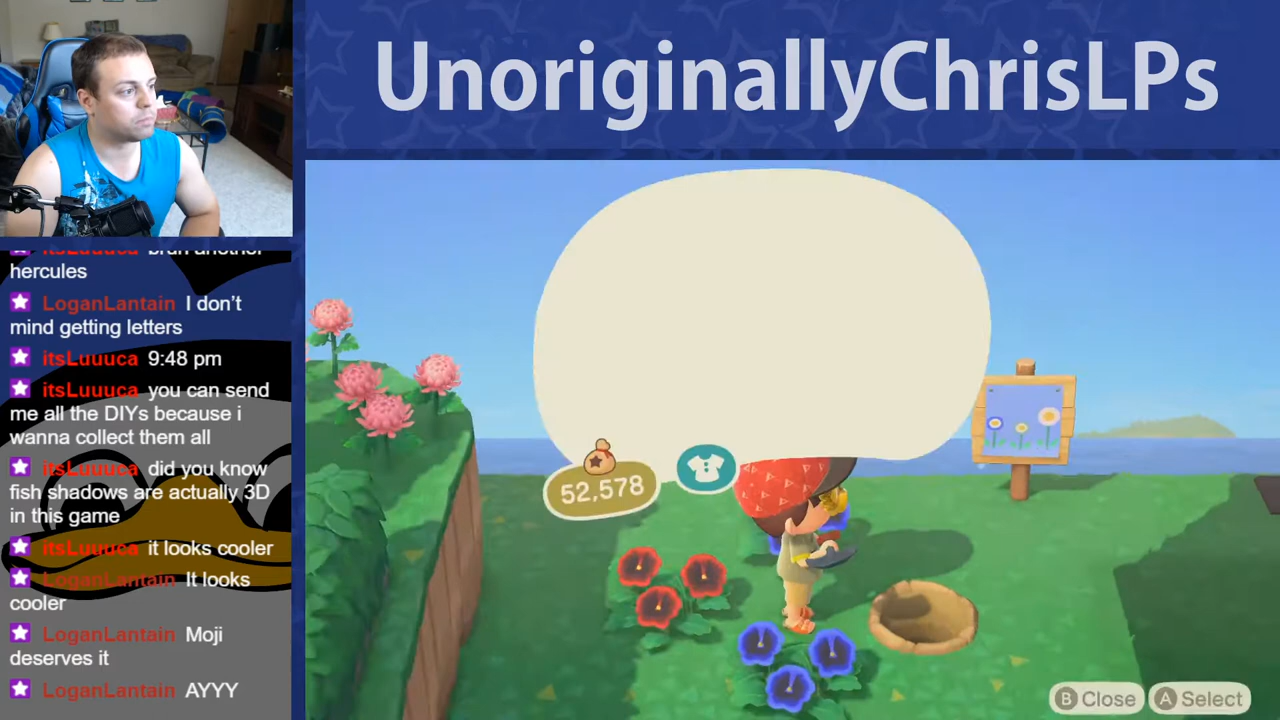 UnoriginallyChrisLPs
hercules
LoganLantain I don't
mind getting letters
itsLuuuca 9:48 pm
itsLuuuca you can send
me all the DIYs because i
wanna collect them all
itsLuuuca did you know
fish shadows are actually 3D
in this game
itsLuuuca it looks cooler
LoganLantain It looks
cooler
LoganLantain Moji
deserves it
LoganLantain AYYY
52,578
B Close
A Select